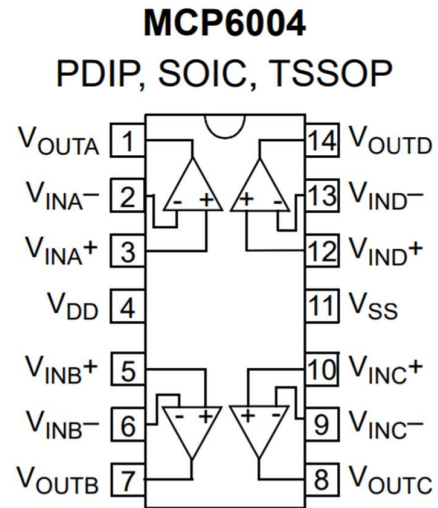 MCP6004
PDIP, SOIC, TSSOP
VOUTA 1 14 VOUTD
VINA– 2 13 VIND–
- + + -
VINA+ 3 12 VIND+
VDD 4 11 VSS
VINB+ 5 10 VINC+
- + + -
VINB– 6 9 VINC–
VOUTB 7 8 VOUTC